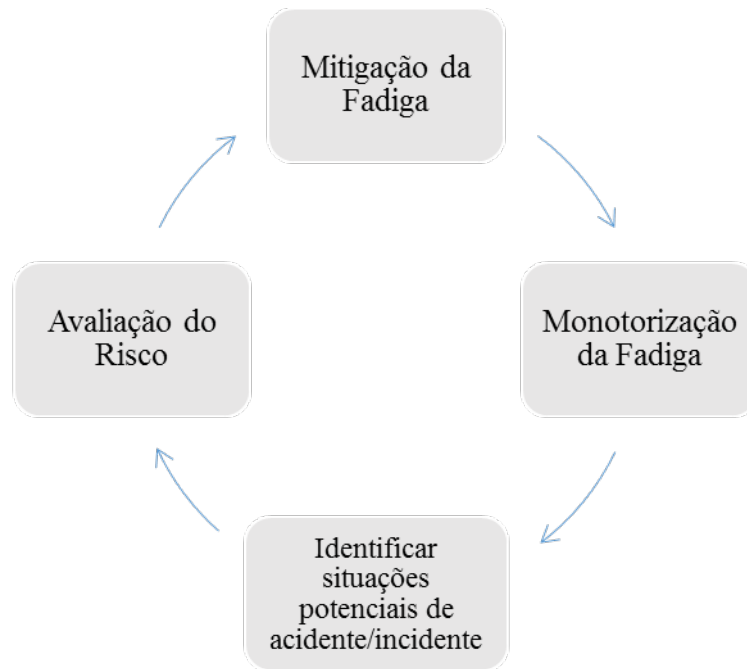 Mitigação da
Fadiga
Avaliação do
Risco
Monotorização
da Fadiga
Identificar
situações
potenciais de
acidente/incidente